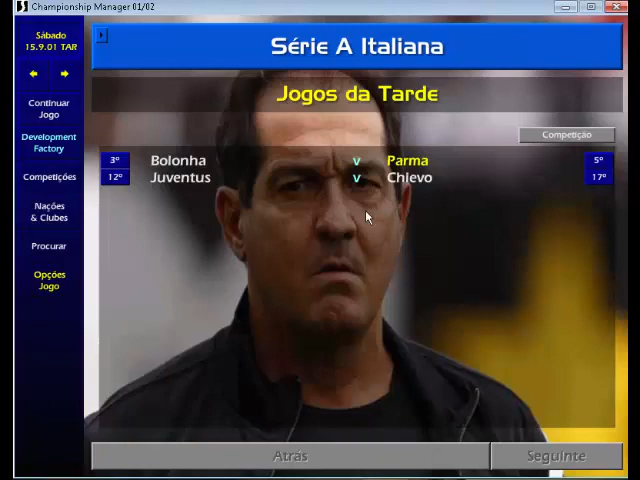 Championship Manager 01/02
Sábado
15.9.01 TAR
Série A Italiana
Jogos da Tarde
Continuar
Jogo
Development
Factory
Competições
Nações
& Clubes
Procurar
Opções
Jogo
Competição
3º Bolonha v Parma 5º
12º Juventus v Chievo 17º
Atrás
Seguinte